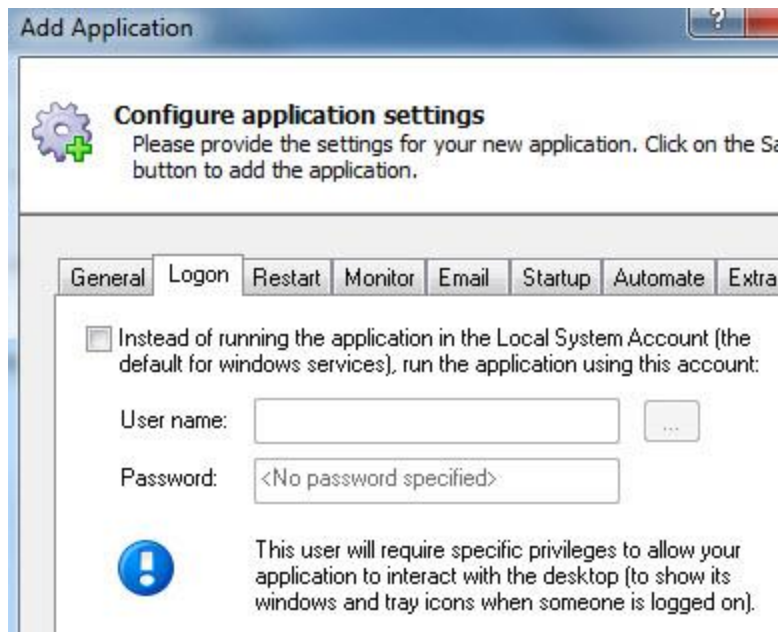 Add Application
?
Configure application settings
Please provide the settings for your new application. Click on the Sa
button to add the application.
General Logon Restart Monitor Email Startup Automate Extra
Instead of running the application in the Local System Account (the
default for windows services), run the application using this account:
User name:
...
Password: <No password specified>
This user will require specific privileges to allow your
application to interact with the desktop (to show its
windows and tray icons when someone is logged on).